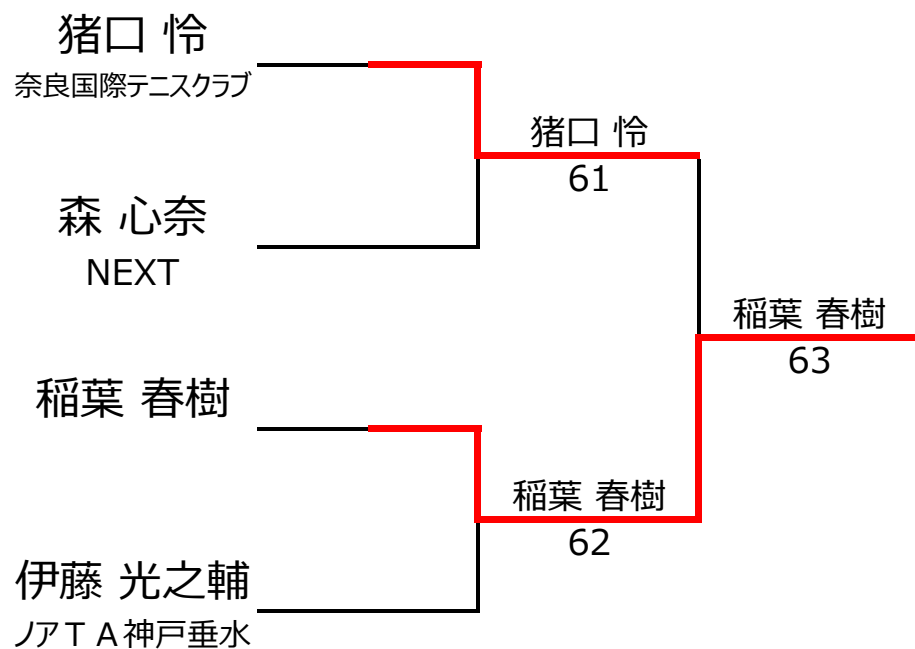 猪口 怜
奈良国際テニスクラブ
猪口 怜
61
森 心奈
NEXT
稲葉 春樹
63
稲葉 春樹
稲葉 春樹
62
伊藤 光之輔
ノアＴＡ神戸垂水